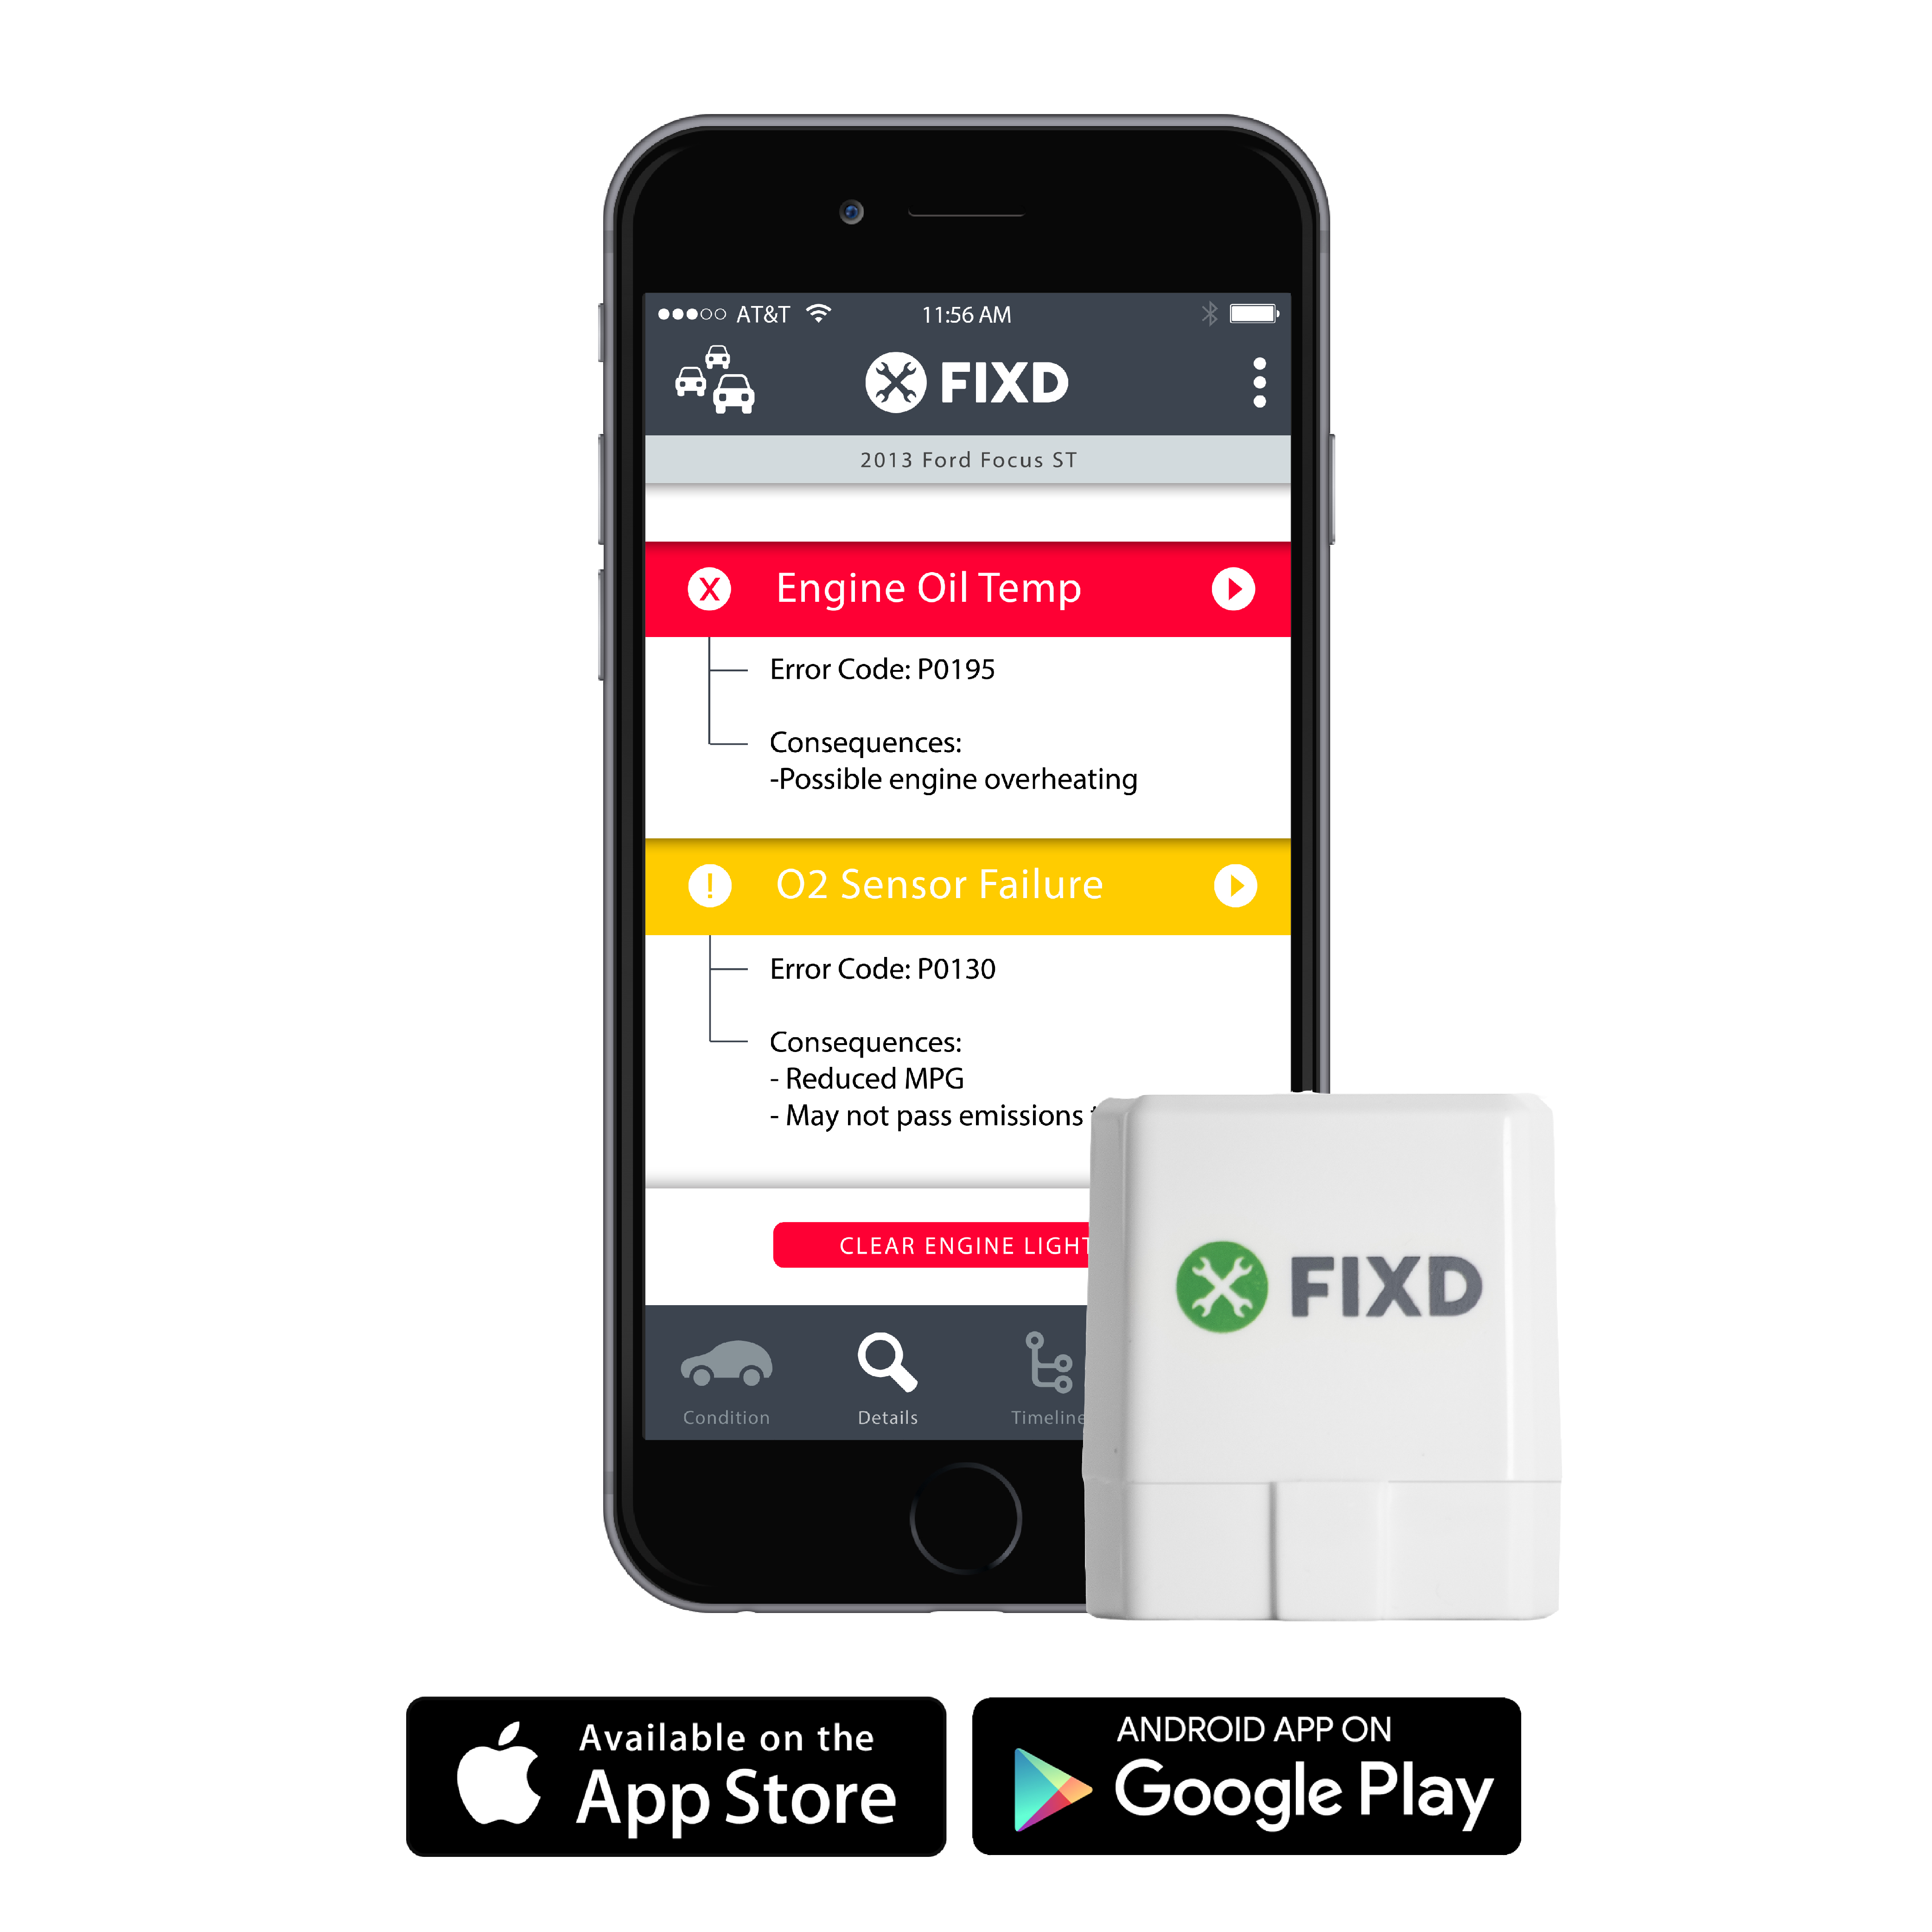 AT&T
11:56 AM
FIXD
2013 Ford Focus ST
X Engine Oil Temp
Error Code: P0195
Consequences:
-Possible engine overheating
! O2 Sensor Failure
Error Code: P0130
Consequences:
- Reduced MPG
- May not pass emissions
CLEAR ENGINE LIGHT
Condition
Details
Timeline
FIXD
Available on the
App Store
ANDROID APP ON
Google Play